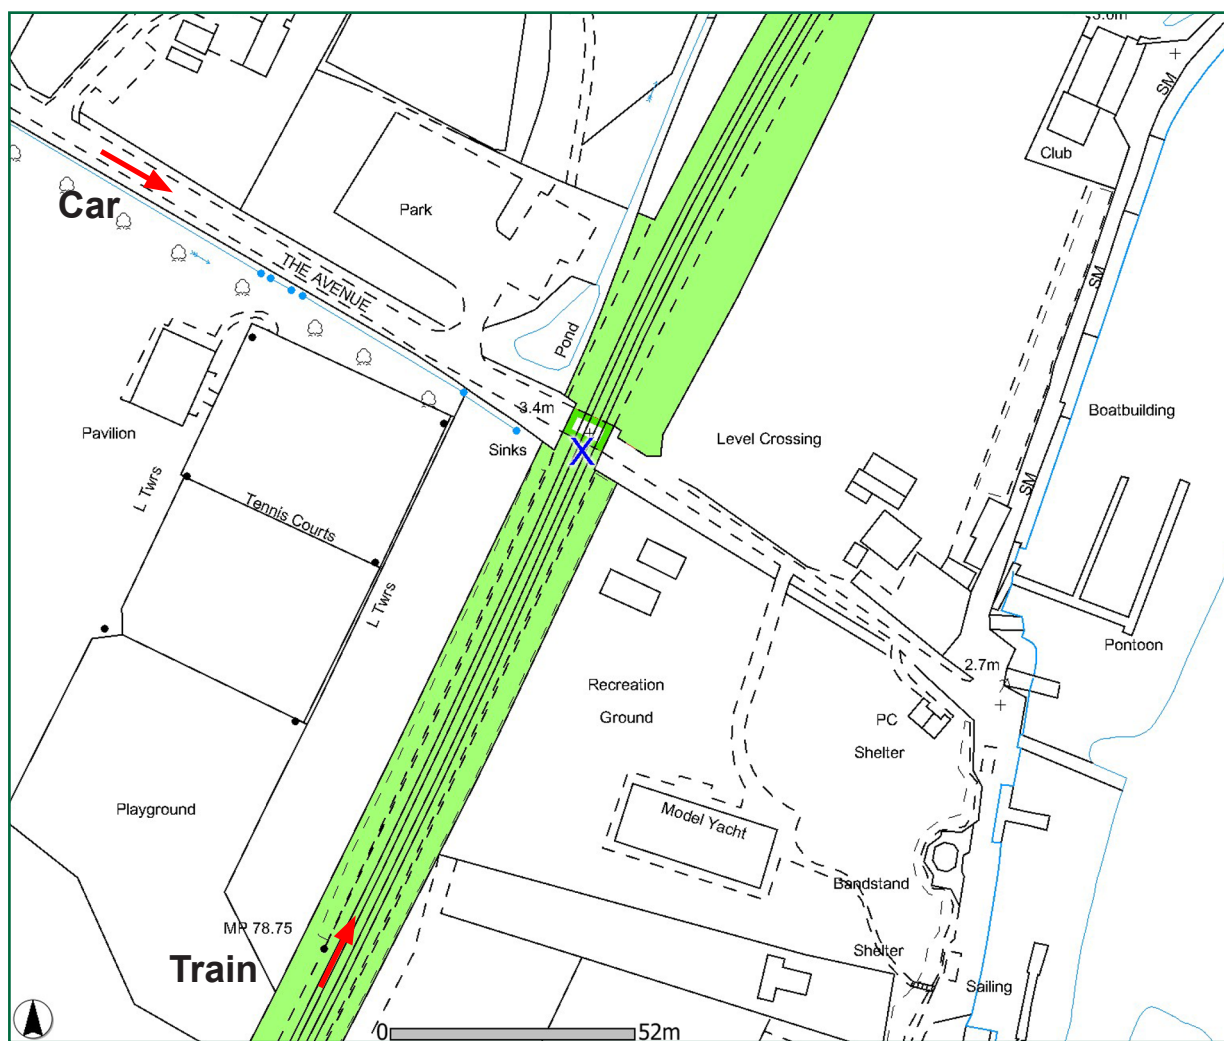 3.0m
SM
Club
Car
Park
THE AVENUE
SM
Pond
3.4m
Boatbuilding
Pavilion
Level Crossing
Sinks
X
L Twrs
SM
Tennis Courts
L Twrs
Pontoon
2.7m
Recreation
Ground
PC
Shelter
Playground
Model Yacht
Bandstand
MP 78.75
Shelter
Train
Sailing
0
52m